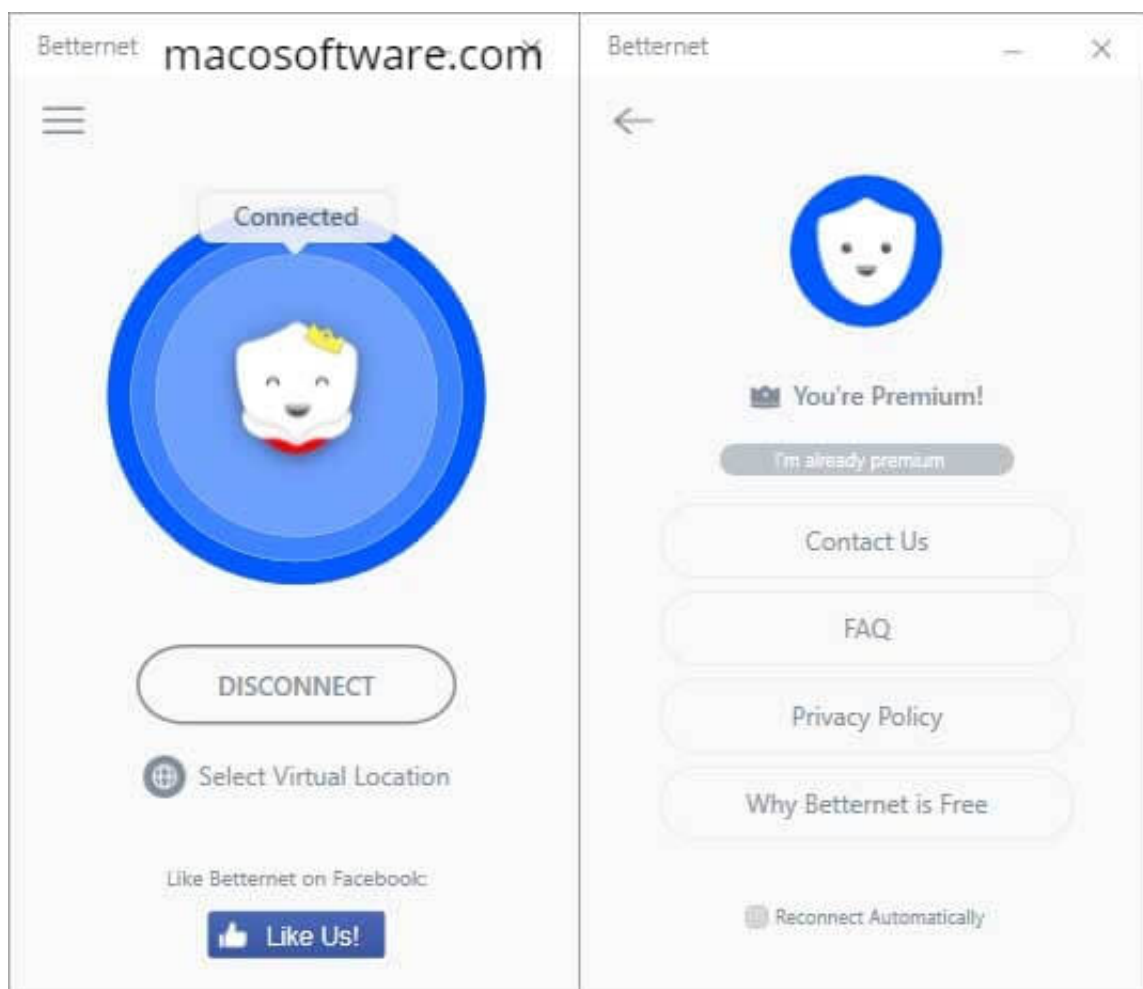 Betternet
macosoftware.com
Connected
DISCONNECT
Select Virtual Location
Like Betternet on Facebook:
Like Us!
Betternet
You're Premium!
I'm already premium
Contact Us
FAQ
Privacy Policy
Why Betternet is Free
Reconnect Automatically